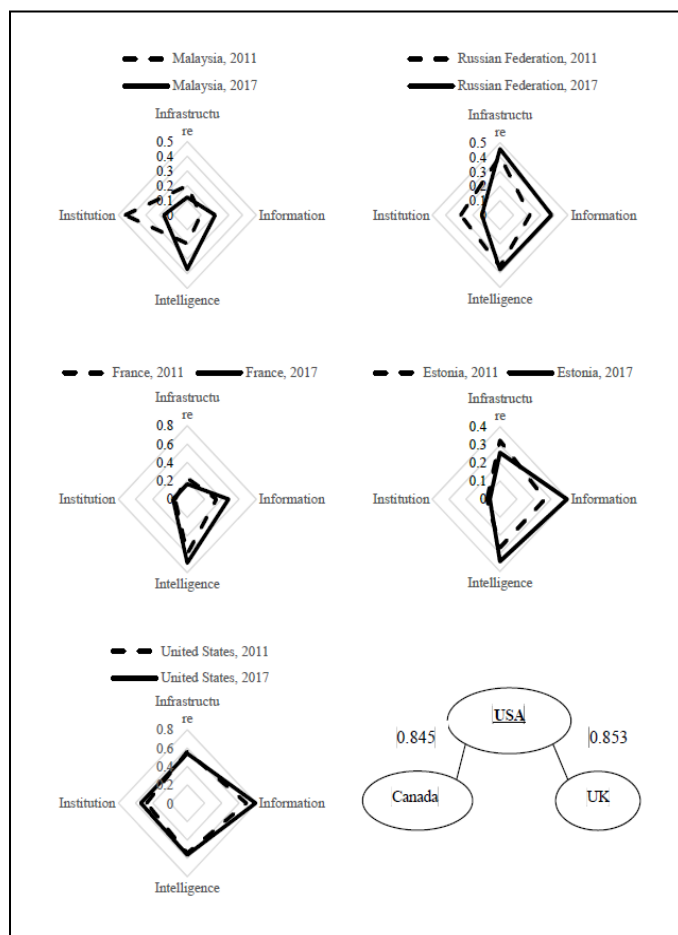 Malaysia, 2011
Malaysia, 2017
Infrastructu
re
0.5
0.4
0.3
0.2
0.1
0
Institution
Information
Intelligence
Russian Federation, 2011
Russian Federation, 2017
Infrastructu
re
0.5
0.4
0.3
0.2
0.1
0
Institution
Information
Intelligence
France, 2011 France, 2017
Infrastructu
re
0.8
0.6
0.4
0.2
0
Institution
Information
Intelligence
Estonia, 2011 Estonia, 2017
Infrastructu
re
0.4
0.3
0.2
0.1
0
Institution
Information
Intelligence
United States, 2011
United States, 2017
Infrastructu
re
0.8
0.6
0.4
0.2
0
Institution
Information
Intelligence
USA
0.845
0.853
Canada
UK